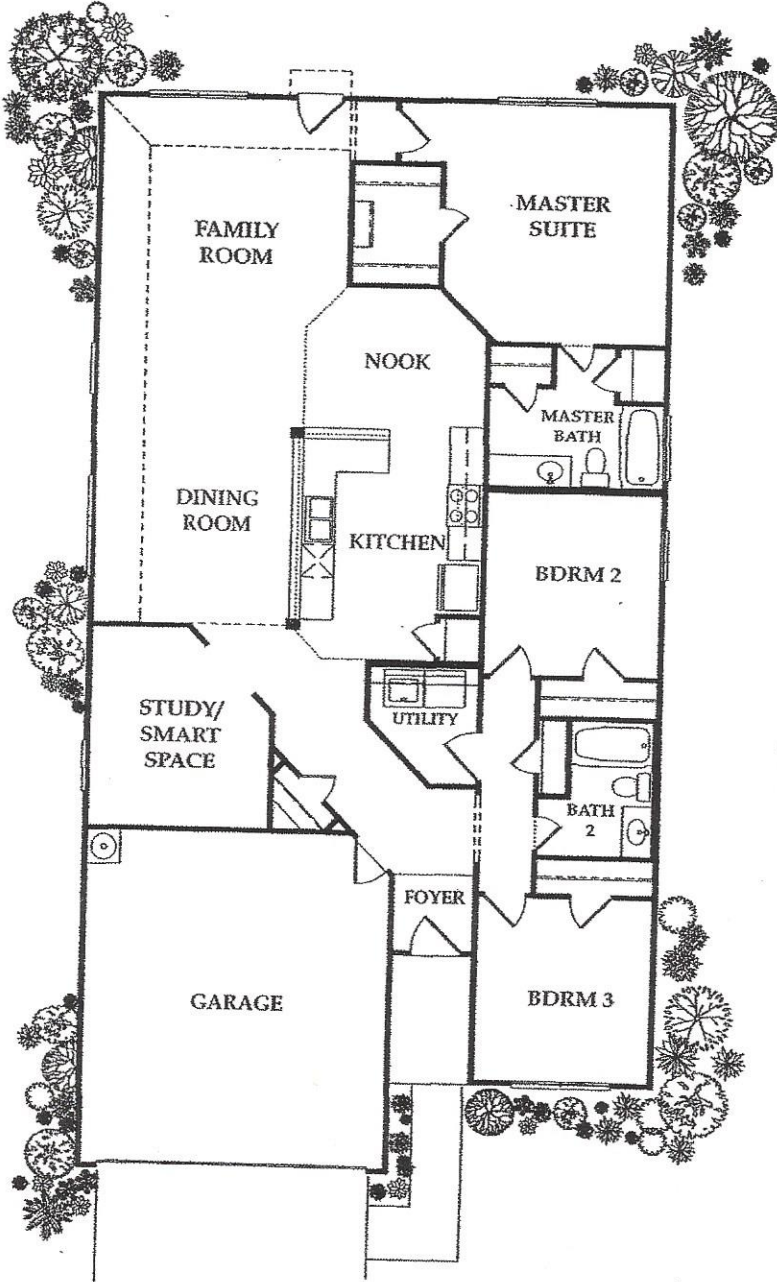 FAMILY
ROOM
MASTER
SUITE
NOOK
MASTER
BATH
DINING
ROOM
KITCHEN
BDRM 2
STUDY/
SMART
SPACE
UTILITY
BATH
2
FOYER
GARAGE
BDRM 3